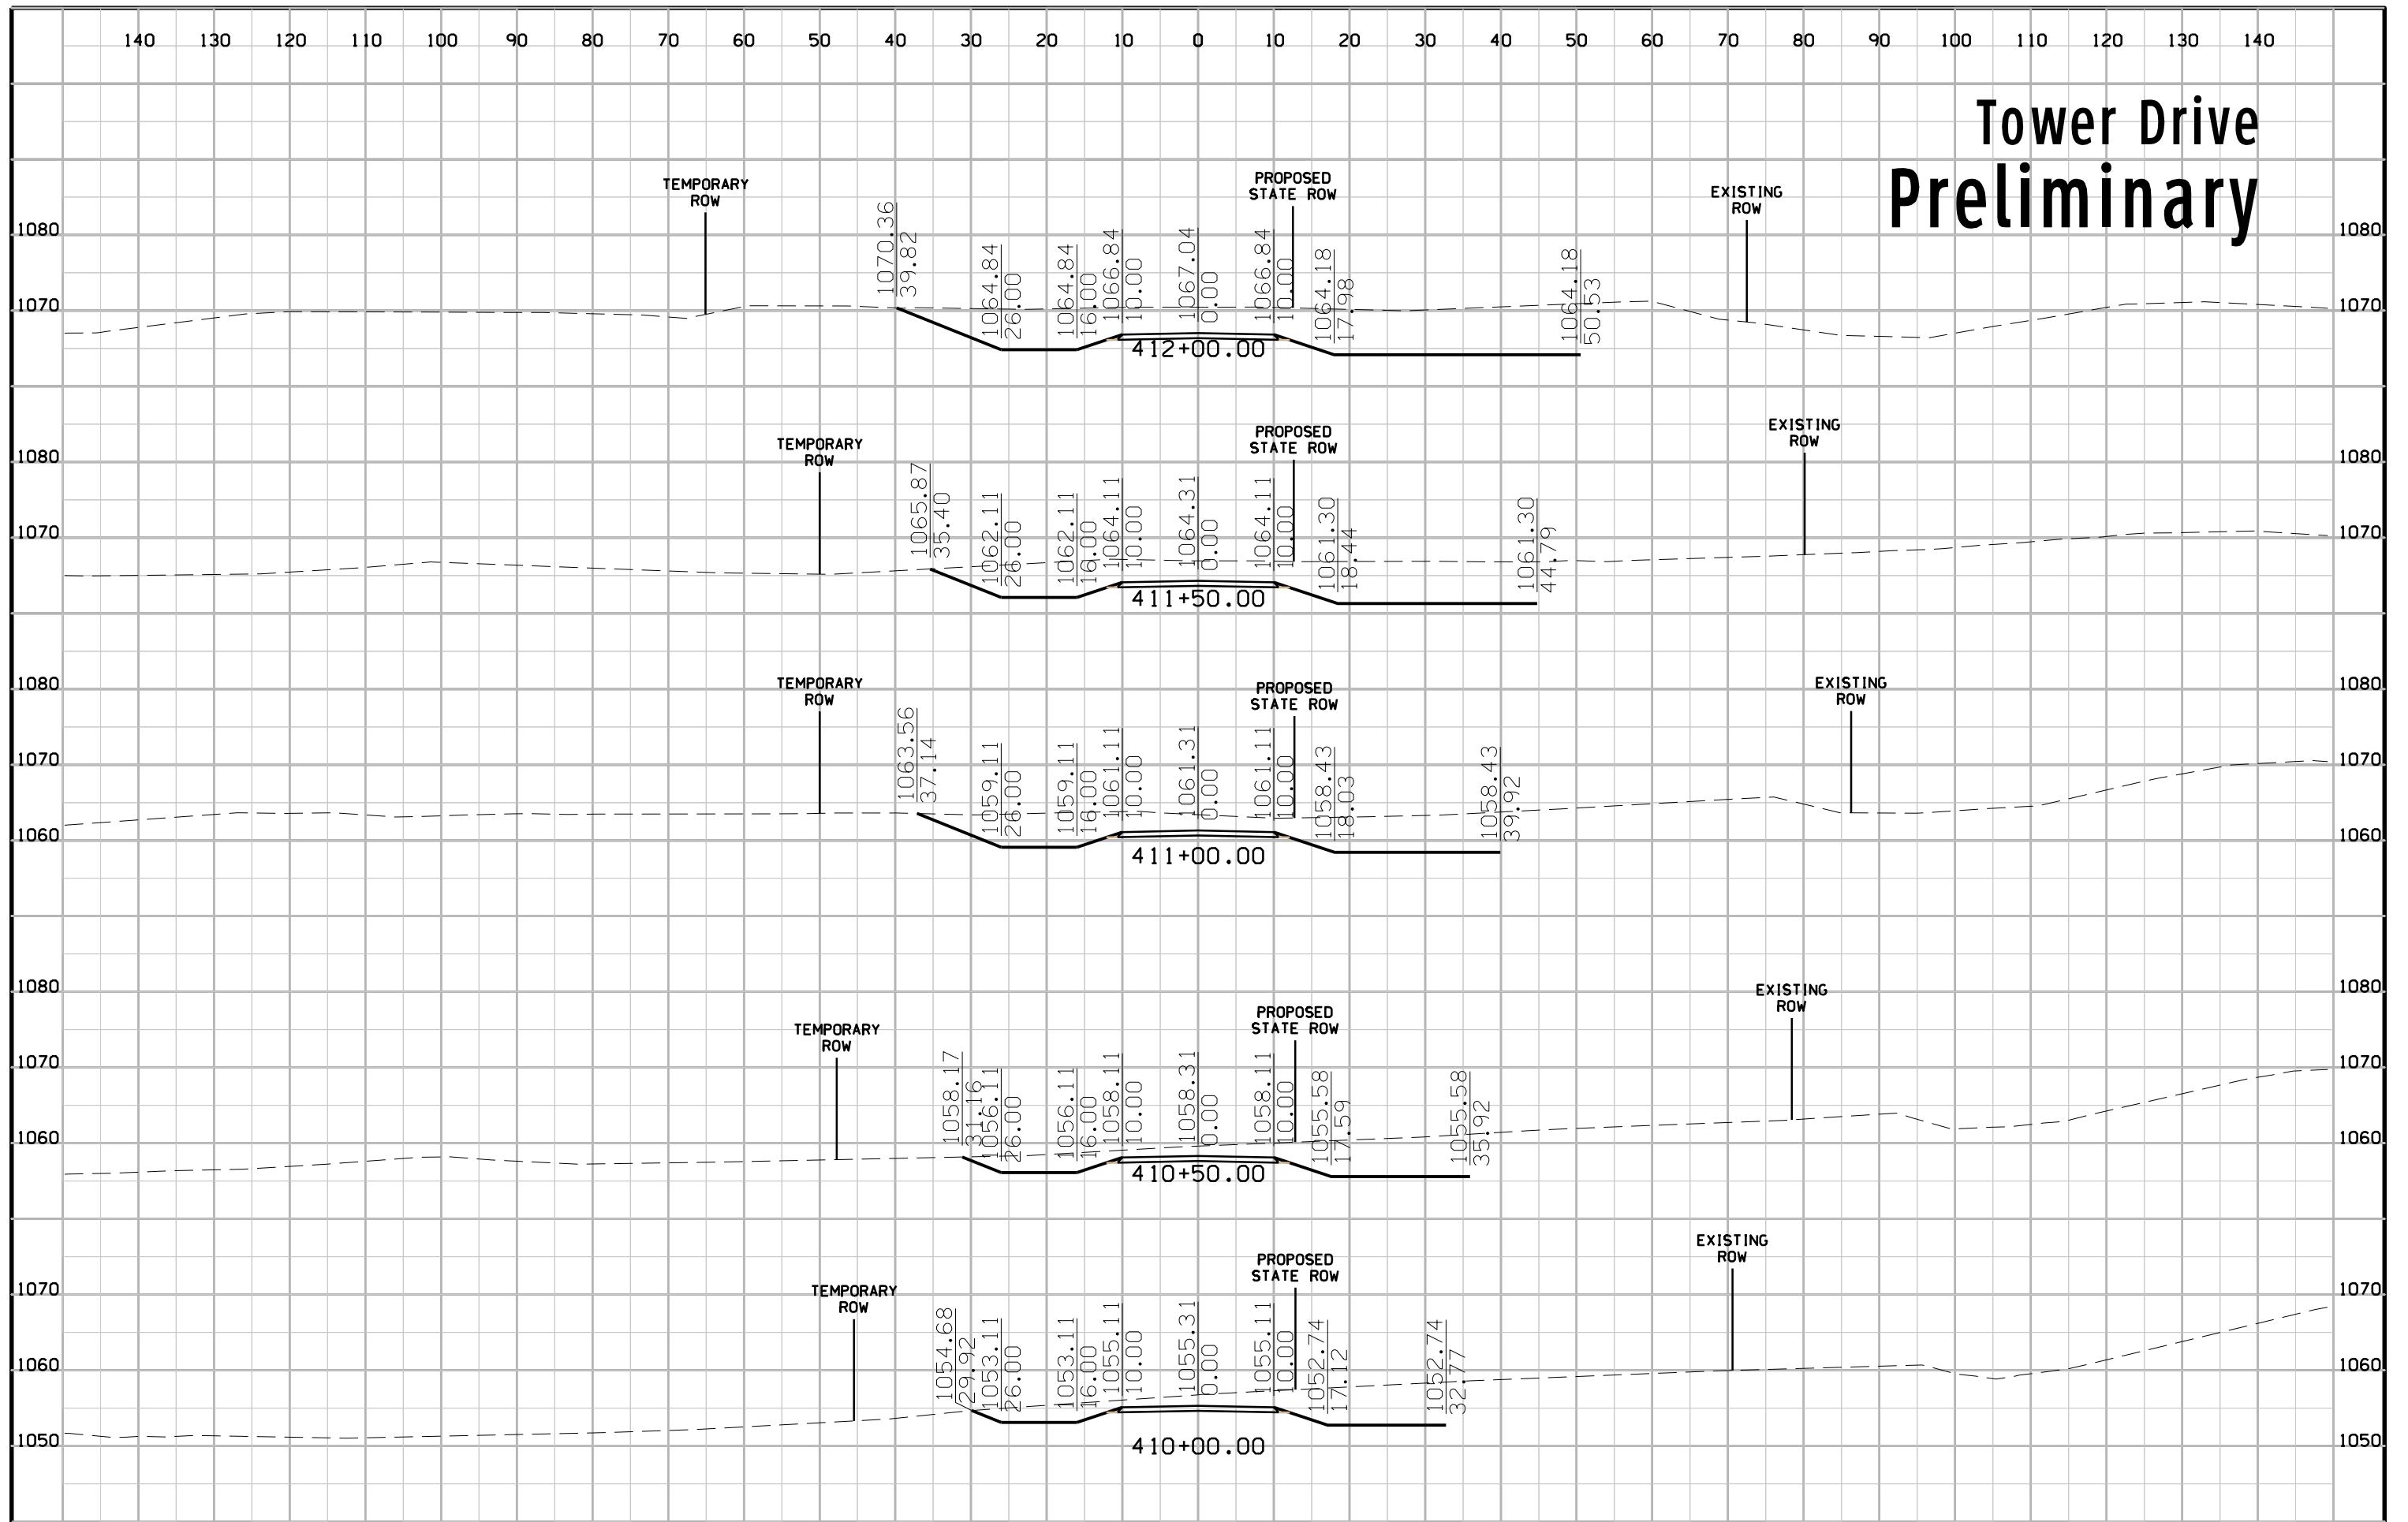 140 130 120 110 100 90 80 70 60 50 40 30 20 10 0 10 20 30 40 50 60 70 80 90 100 110 120 130 140
Tower Drive
Preliminary
TEMPORARY
ROW
PROPOSED
STATE ROW
EXISTING
ROW
1080 1080
1070 1070
1070.36
39.82
1064.84
26.00
1064.84
16.00
1066.84
10.00
1067.04
0.00
1066.84
10.00
1064.18
17.98
1064.18
50.53
412+00.00
TEMPORARY
ROW
PROPOSED
STATE ROW
EXISTING
ROW
1080 1080
1070 1070
1065.87
35.40
1062.11
26.00
1062.11
16.00
1064.11
10.00
1064.31
0.00
1064.11
10.00
1061.30
18.44
1061.30
44.79
411+50.00
TEMPORARY
ROW
PROPOSED
STATE ROW
EXISTING
ROW
1080 1080
1070 1070
1060 1060
1063.56
37.14
1059.11
26.00
1059.11
16.00
1061.11
10.00
1061.31
0.00
1061.11
10.00
1058.43
18.03
1058.43
39.92
411+00.00
TEMPORARY
ROW
PROPOSED
STATE ROW
EXISTING
ROW
1080 1080
1070 1070
1060 1060
1058.17
31.16
1056.11
26.00
1056.11
16.00
1058.11
10.00
1058.31
0.00
1058.11
10.00
1055.58
17.59
1055.58
35.92
410+50.00
TEMPORARY
ROW
PROPOSED
STATE ROW
EXISTING
ROW
1070 1070
1060 1060
1050 1050
1054.68
29.92
1053.11
26.00
1053.11
16.00
1055.11
10.00
1055.31
0.00
1055.11
10.00
1052.74
17.12
1052.74
32.77
410+00.00